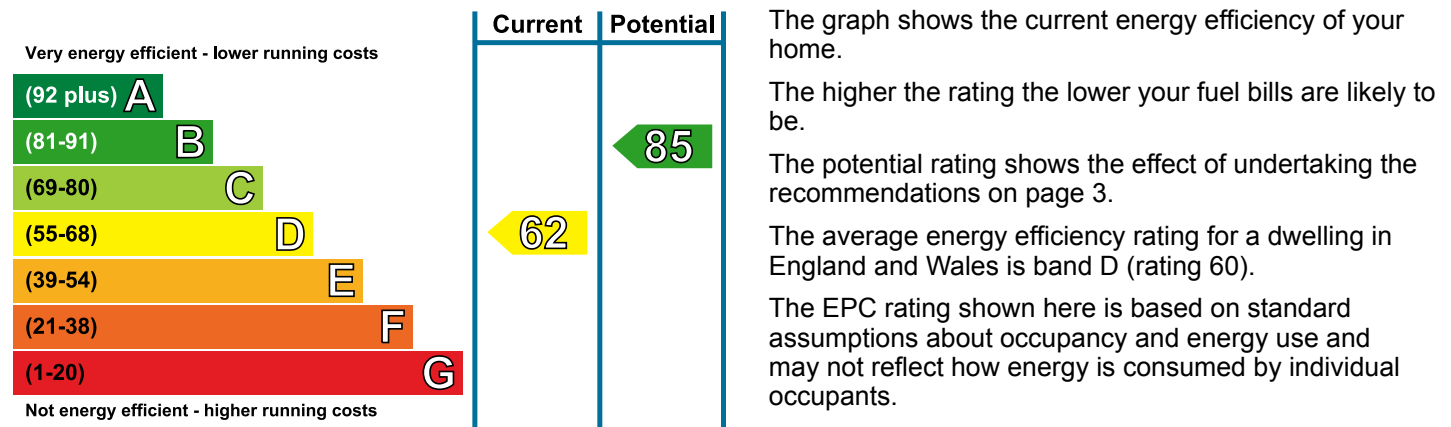 Current Potential
Very energy efficient - lower running costs
(92 plus) A
(81-91) B
85
(69-80) C
(55-68) D
62
(39-54) E
(21-38) F
(1-20) G
Not energy efficient - higher running costs
The graph shows the current energy efficiency of your
home.
The higher the rating the lower your fuel bills are likely to
be.
The potential rating shows the effect of undertaking the
recommendations on page 3.
The average energy efficiency rating for a dwelling in
England and Wales is band D (rating 60).
The EPC rating shown here is based on standard
assumptions about occupancy and energy use and
may not reflect how energy is consumed by individual
occupants.